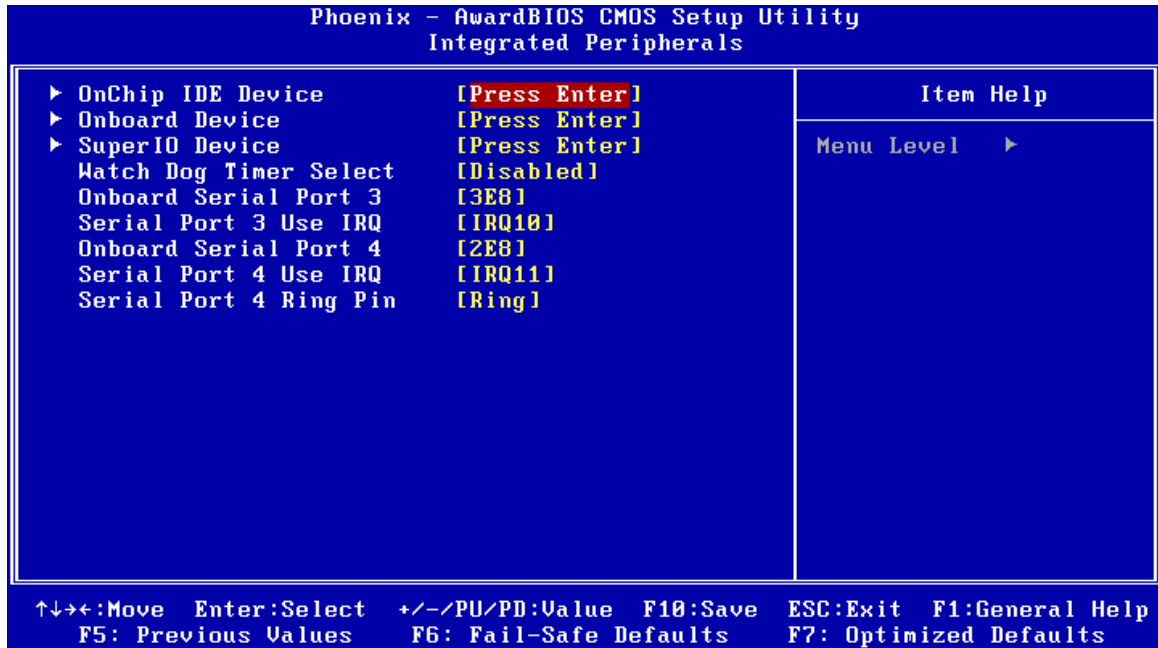 Phoenix - AwardBIOS CMOS Setup Utility
Integrated Peripherals
► OnChip IDE Device [Press Enter]
► Onboard Device [Press Enter]
► SuperIO Device [Press Enter]
Watch Dog Timer Select [Disabled]
Onboard Serial Port 3 [3E8]
Serial Port 3 Use IRQ [IRQ10]
Onboard Serial Port 4 [2E8]
Serial Port 4 Use IRQ [IRQ11]
Serial Port 4 Ring Pin [Ring]
Item Help
Menu Level ►
↑↓→←:Move Enter:Select +/-/PU/PD:Value F10:Save ESC:Exit F1:General Help
F5: Previous Values F6: Fail-Safe Defaults F7: Optimized Defaults